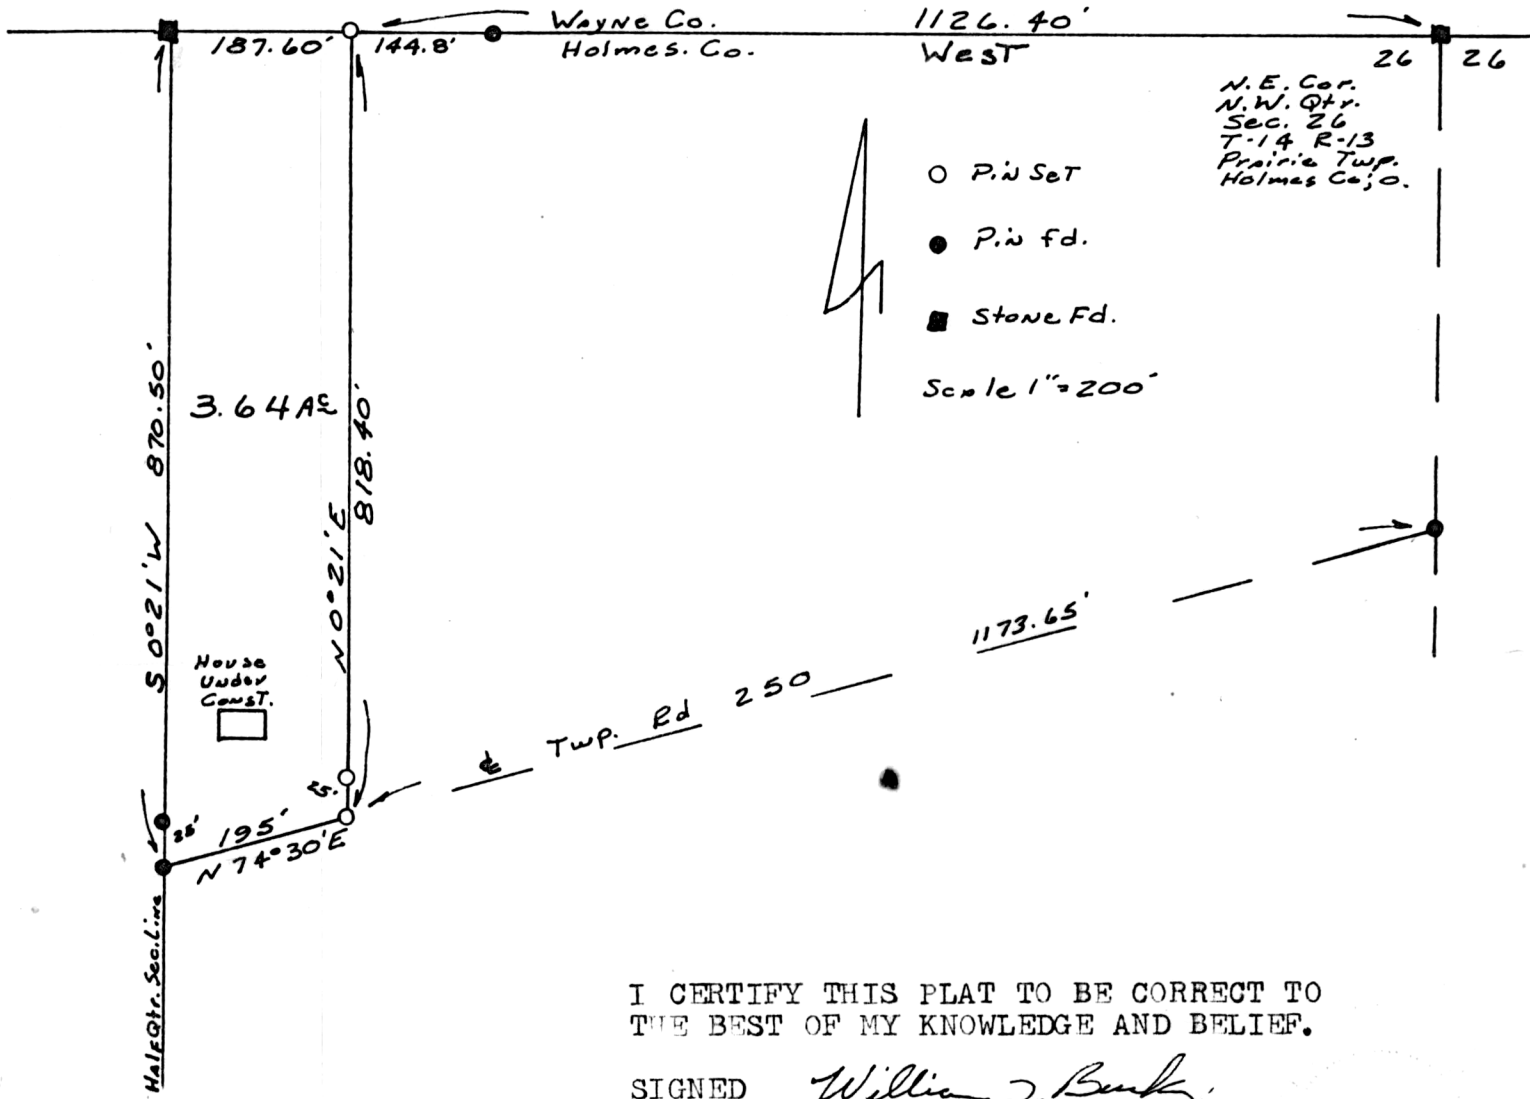 Wayne Co.
Holmes. Co.
1126.40'
West
187.60'
144.8'
26
26
N.E. Cor.
N.W. Qtr.
Sec. 26
T-14 R-13
Prairie Twp.
Holmes Co; O.
Pin Set
Pin fd.
Stone Fd.
Scale 1"=200'
S 0°21'W 870.50'
3.64 Ac
N 0°21'E
818.40'
House
Under
Const.
25'
25'
195'
N 74°30'E
℄ Twp. Rd 250
1173.65'
Half Qtr. Sec. Line
I CERTIFY THIS PLAT TO BE CORRECT TO
THE BEST OF MY KNOWLEDGE AND BELIEF.
SIGNED William